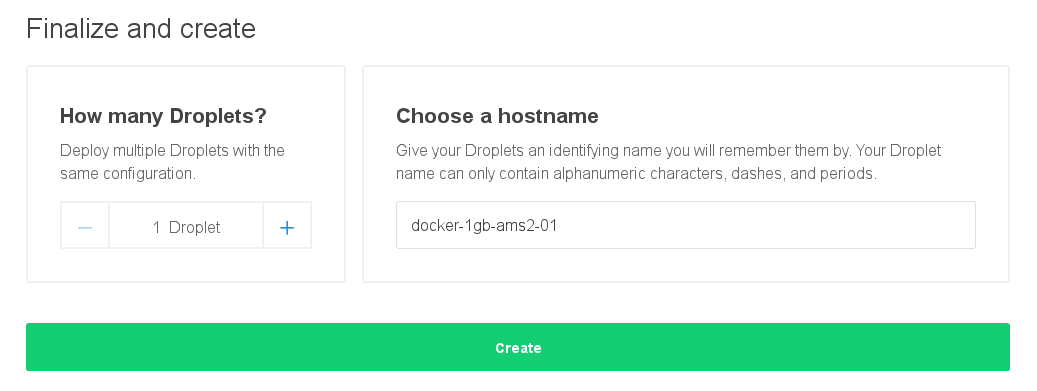 Finalize and create
How many Droplets?
Deploy multiple Droplets with the
same configuration.
− 1 Droplet +
Choose a hostname
Give your Droplets an identifying name you will remember them by. Your Droplet
name can only contain alphanumeric characters, dashes, and periods.
docker-1gb-ams2-01
Create